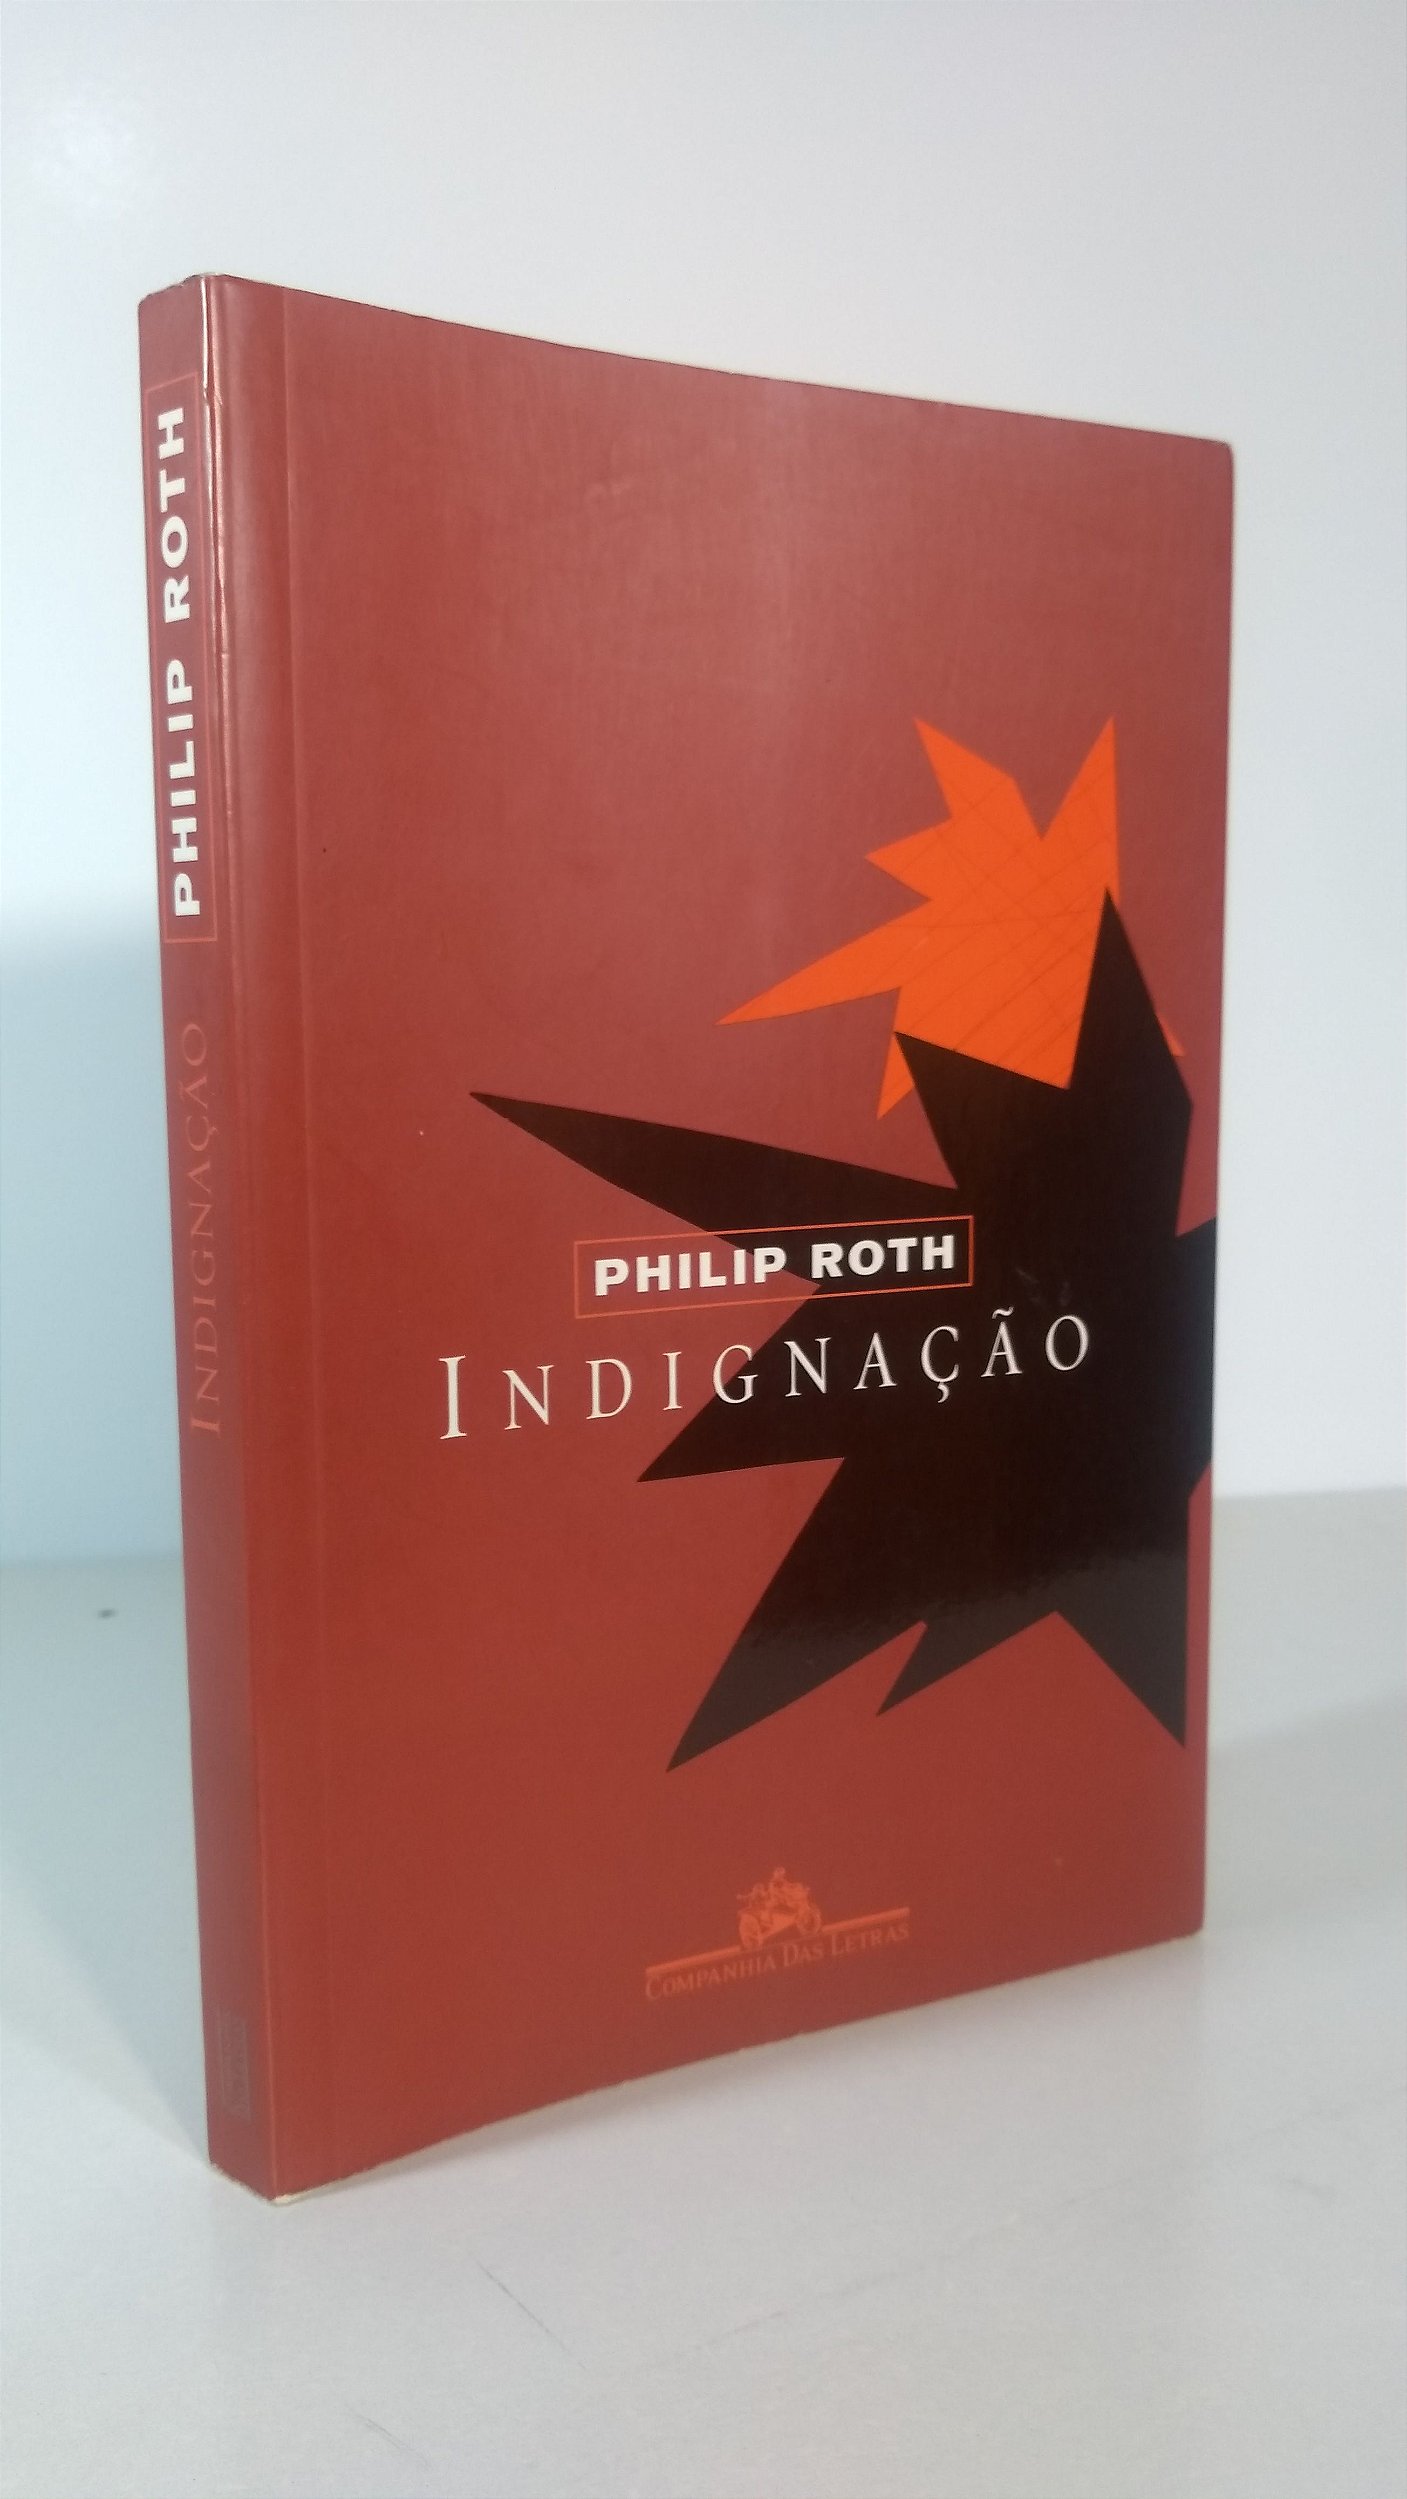 PHILIP ROTH
INDIGNAÇÃO
PHILIP ROTH
INDIGNAÇÃO
COMPANHIA DAS LETRAS